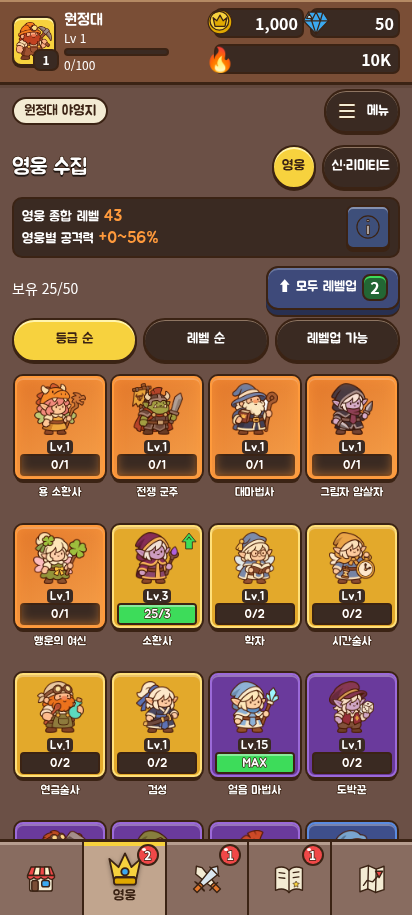 원정대
Lv 1
1
0/100
1,000
50
10K
원정대 야영지
메뉴
영웅 수집
영웅
신·리미티드
영웅 종합 레벨 43
영웅별 공격력 +0~56%
보유 25/50
모두 레벨업 2
등급 순
레벨 순
레벨업 가능
Lv.1 Lv.1 Lv.1 Lv.1
0/1 0/1 0/1 0/1
용 소환사 전쟁 군주 대마법사 그림자 암살자
Lv.1 Lv.3 Lv.1 Lv.1
0/1 25/3 0/2 0/2
행운의 여신 소환사 학자 시간술사
Lv.1 Lv.1 Lv.15 Lv.1
0/2 0/2 MAX 0/2
연금술사 검성 얼음 마법사 도박꾼
2 1 1
영웅